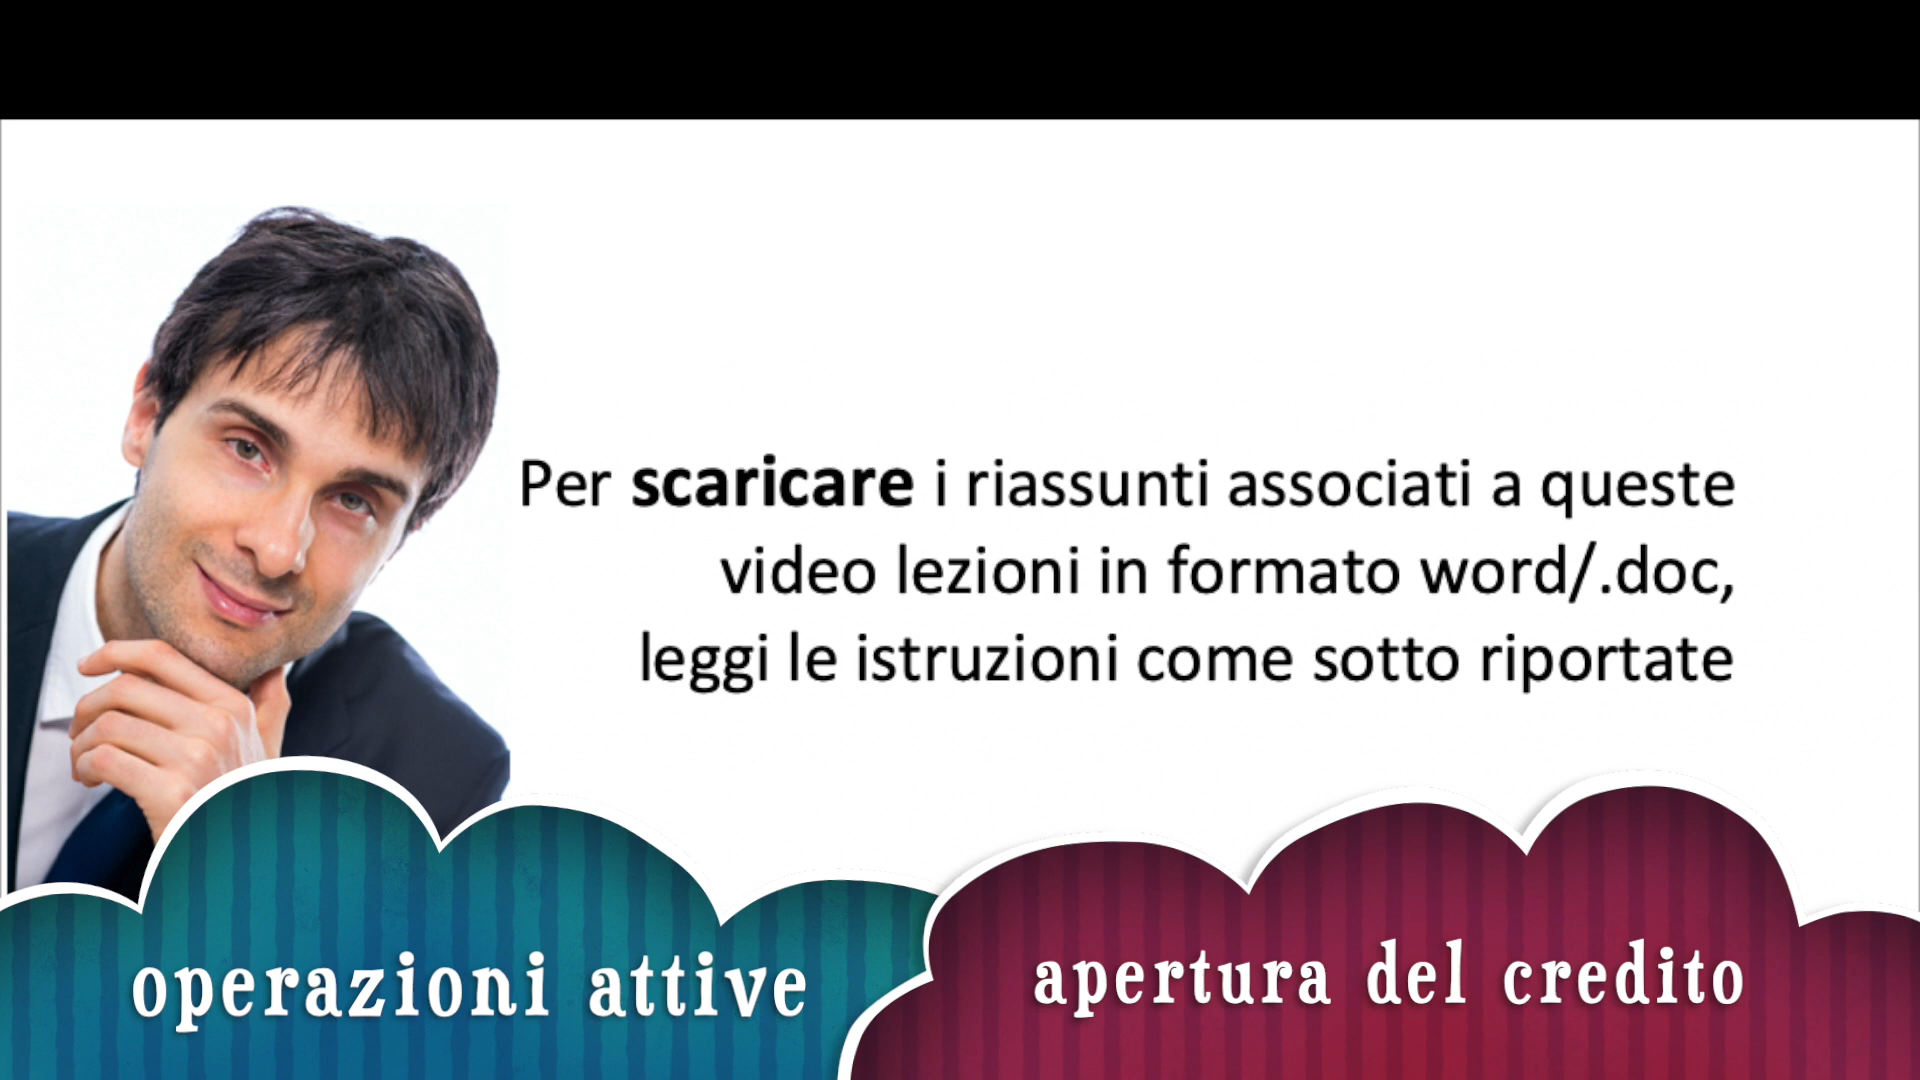 Per scaricare i riassunti associati a queste
video lezioni in formato word/.doc,
leggi le istruzioni come sotto riportate
operazioni attive
apertura del credito